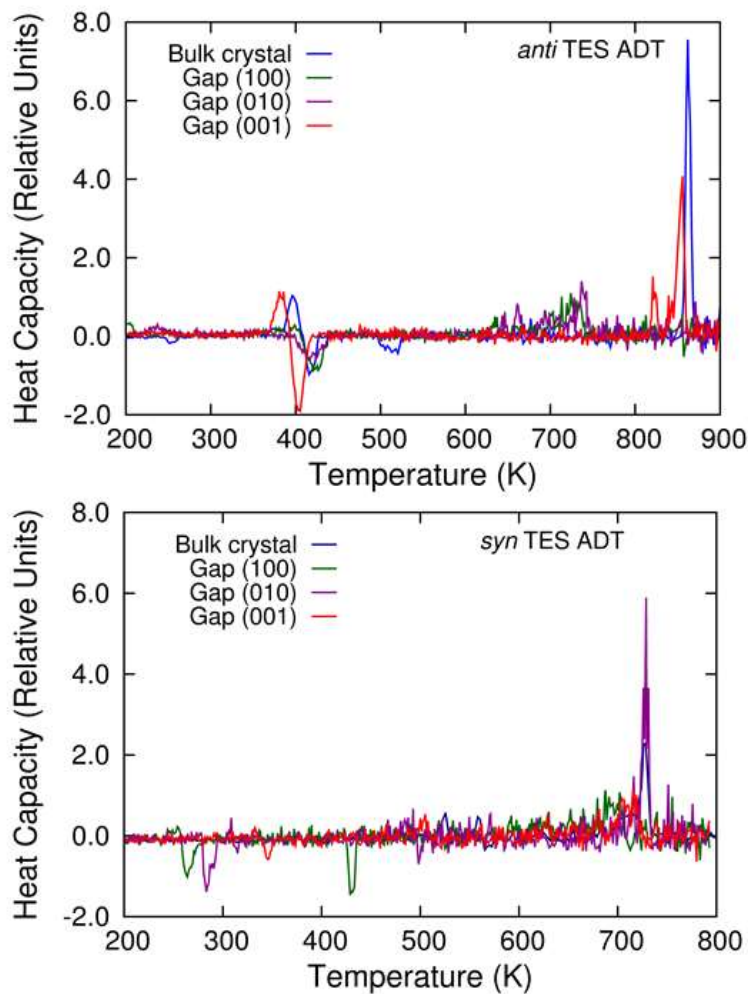 8.0
anti TES ADT
Bulk crystal
Gap (100)
Gap (010)
Gap (001)
6.0
4.0
2.0
0.0
-2.0
Heat Capacity (Relative Units)
200 300 400 500 600 700 800 900
Temperature (K)
8.0
syn TES ADT
Bulk crystal
Gap (100)
Gap (010)
Gap (001)
6.0
4.0
2.0
0.0
-2.0
Heat Capacity (Relative Units)
200 300 400 500 600 700 800
Temperature (K)